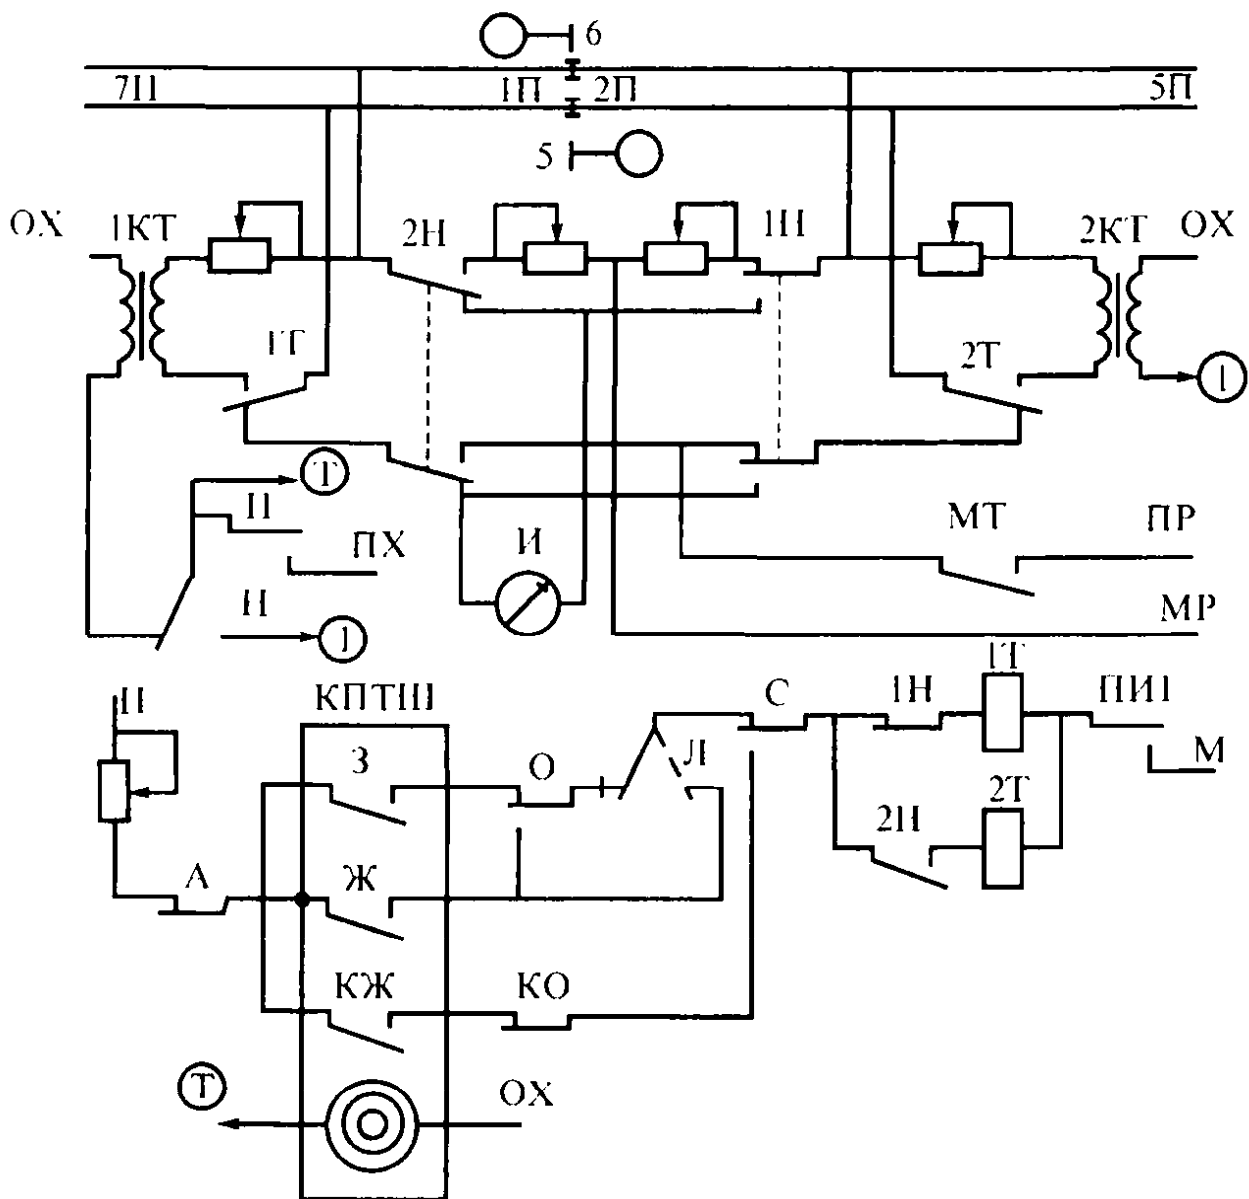 6
7П 1П 2П 5П
5
ОХ 1КТ 2Н 1Н 2КТ ОХ
1Т 2Т
1
Т
П МТ ПР
ПХ И
Н 1 МР
П КПТШ С 1Н 1Т ПИ1
З О Л М
2Н 2Т
А Ж
КЖ КО
Т ОХ